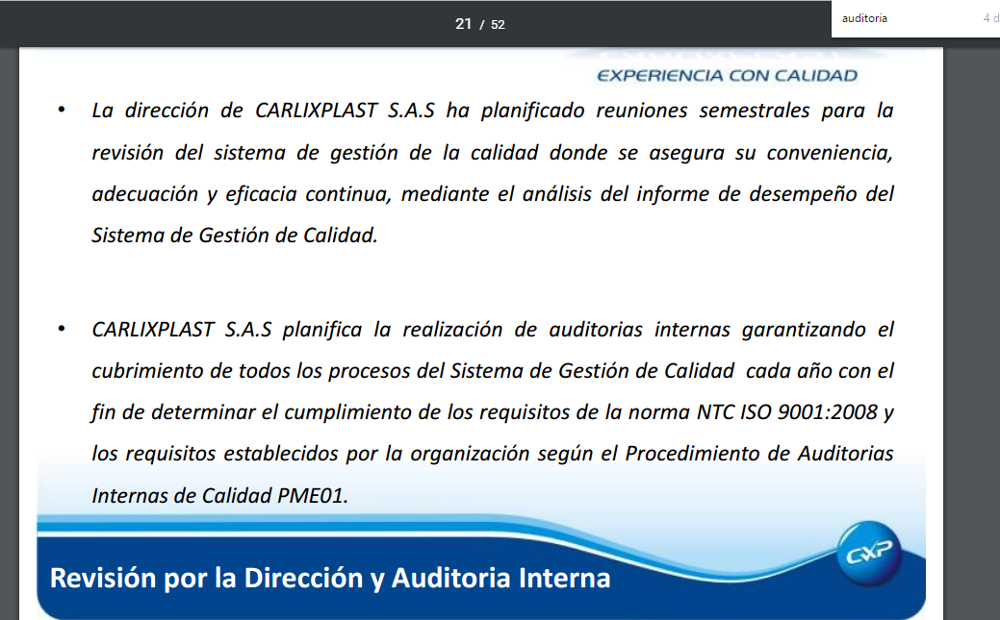 21 / 52
auditoria 4 d
EXPERIENCIA CON CALIDAD
• La dirección de CARLIXPLAST S.A.S ha planificado reuniones semestrales para la
revisión del sistema de gestión de la calidad donde se asegura su conveniencia,
adecuación y eficacia continua, mediante el análisis del informe de desempeño del
Sistema de Gestión de Calidad.
• CARLIXPLAST S.A.S planifica la realización de auditorias internas garantizando el
cubrimiento de todos los procesos del Sistema de Gestión de Calidad cada año con el
fin de determinar el cumplimiento de los requisitos de la norma NTC ISO 9001:2008 y
los requisitos establecidos por la organización según el Procedimiento de Auditorias
Internas de Calidad PME01.
CXP
Revisión por la Dirección y Auditoria Interna